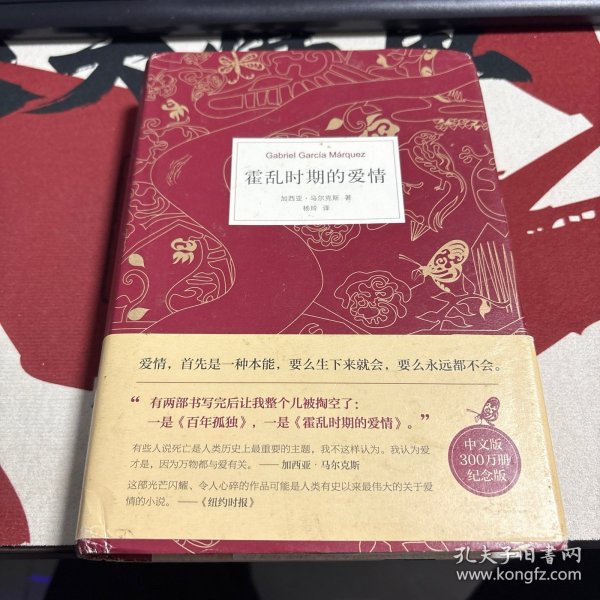 Gabriel García Márquez
霍乱时期的爱情
加西亚·马尔克斯 著
杨玲 译
爱情，首先是一种本能，要么生下来就会，要么永远都不会。
“ 有两部书写完后让我整个儿被掏空了：
一是《百年孤独》，一是《霍乱时期的爱情》。”
有些人说死亡是人类历史上最重要的主题，我不这样认为。我认为爱
才是，因为万物都与爱有关。——加西亚·马尔克斯
这部光芒闪耀、令人心碎的作品可能是人类有史以来最伟大的关于爱
情的小说。——《纽约时报》
中文版
300万册
纪念版
孔夫子旧书网
www.kongfz.com